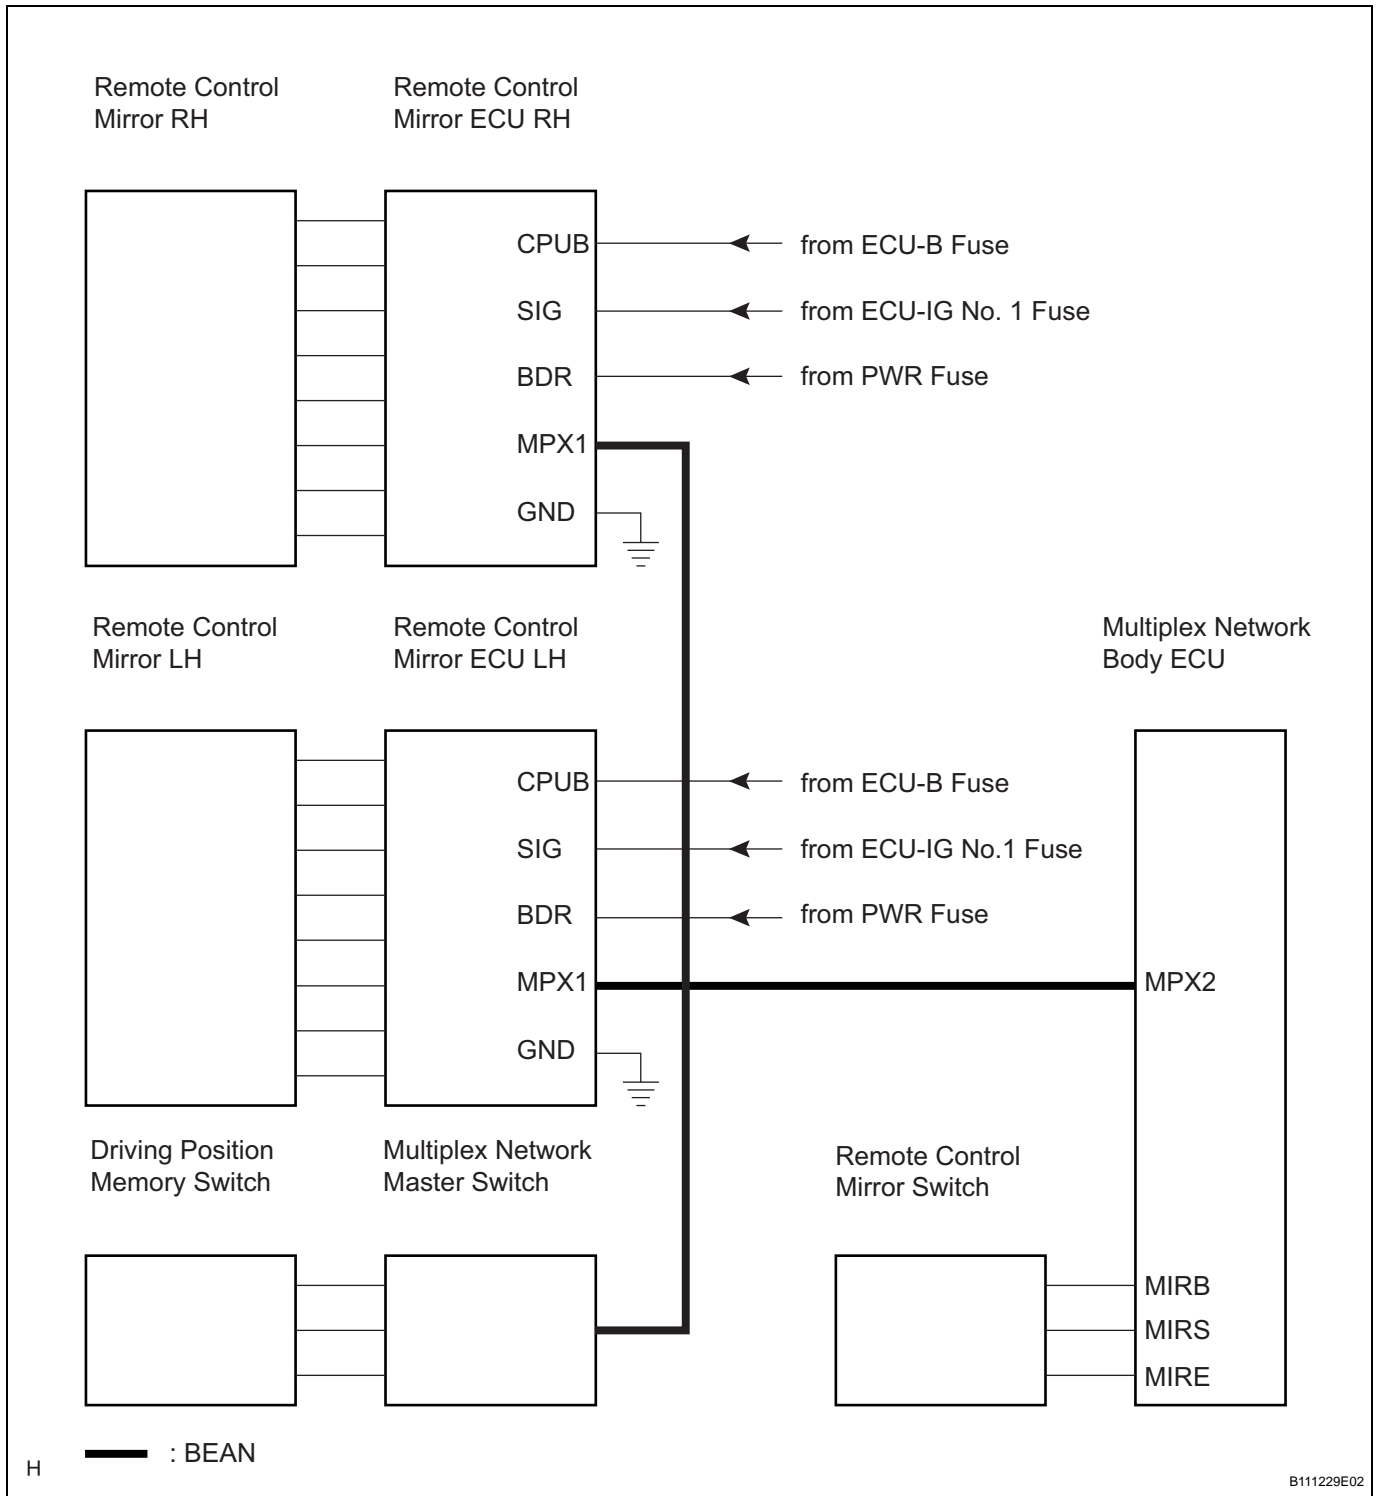 Remote Control
Mirror RH
Remote Control
Mirror ECU RH
CPUB
from ECU-B Fuse
SIG
from ECU-IG No. 1 Fuse
BDR
from PWR Fuse
MPX1
GND
Remote Control
Mirror LH
Remote Control
Mirror ECU LH
Multiplex Network
Body ECU
CPUB
from ECU-B Fuse
SIG
from ECU-IG No.1 Fuse
BDR
from PWR Fuse
MPX1
MPX2
GND
Driving Position
Memory Switch
Multiplex Network
Master Switch
Remote Control
Mirror Switch
MIRB
MIRS
MIRE
: BEAN
H
B111229E02